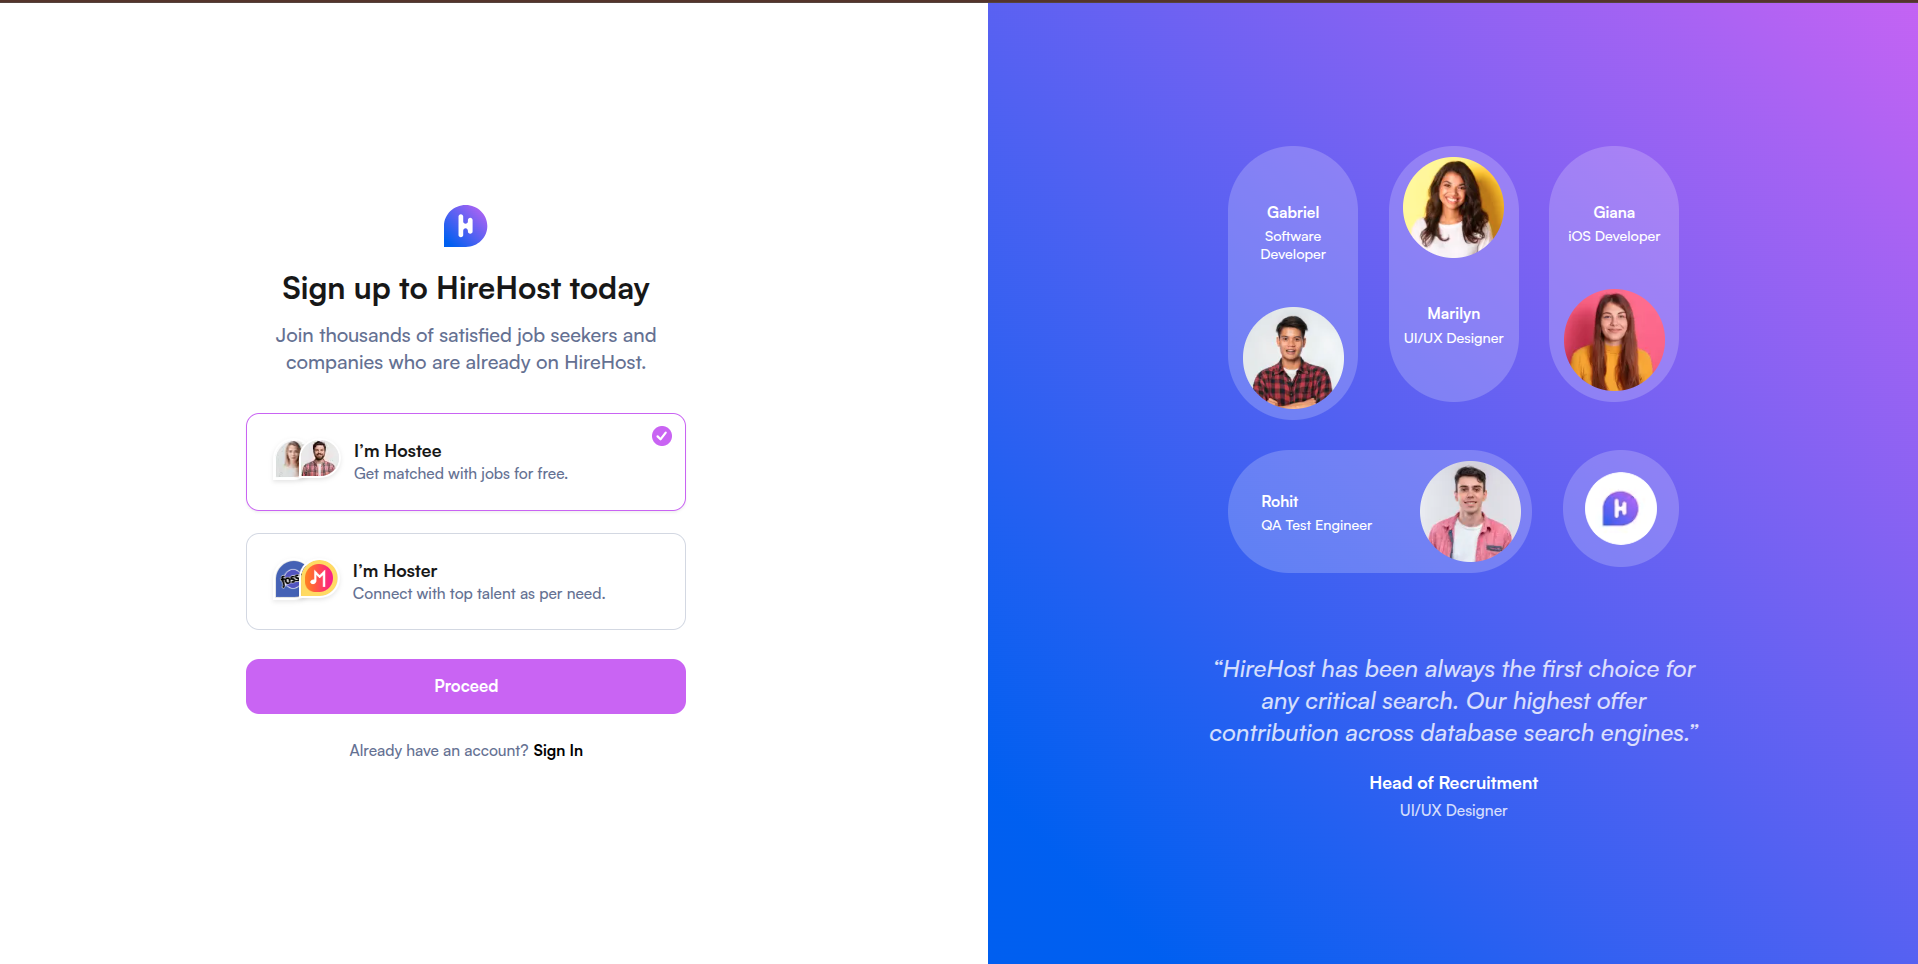 Sign up to HireHost today
Join thousands of satisfied job seekers and
companies who are already on HireHost.
I’m Hostee
Get matched with jobs for free.
foss
I’m Hoster
Connect with top talent as per need.
Proceed
Already have an account? Sign In
Gabriel
Software
Developer
Marilyn
UI/UX Designer
Giana
iOS Developer
Rohit
QA Test Engineer
“HireHost has been always the first choice for
any critical search. Our highest offer
contribution across database search engines.”
Head of Recruitment
UI/UX Designer